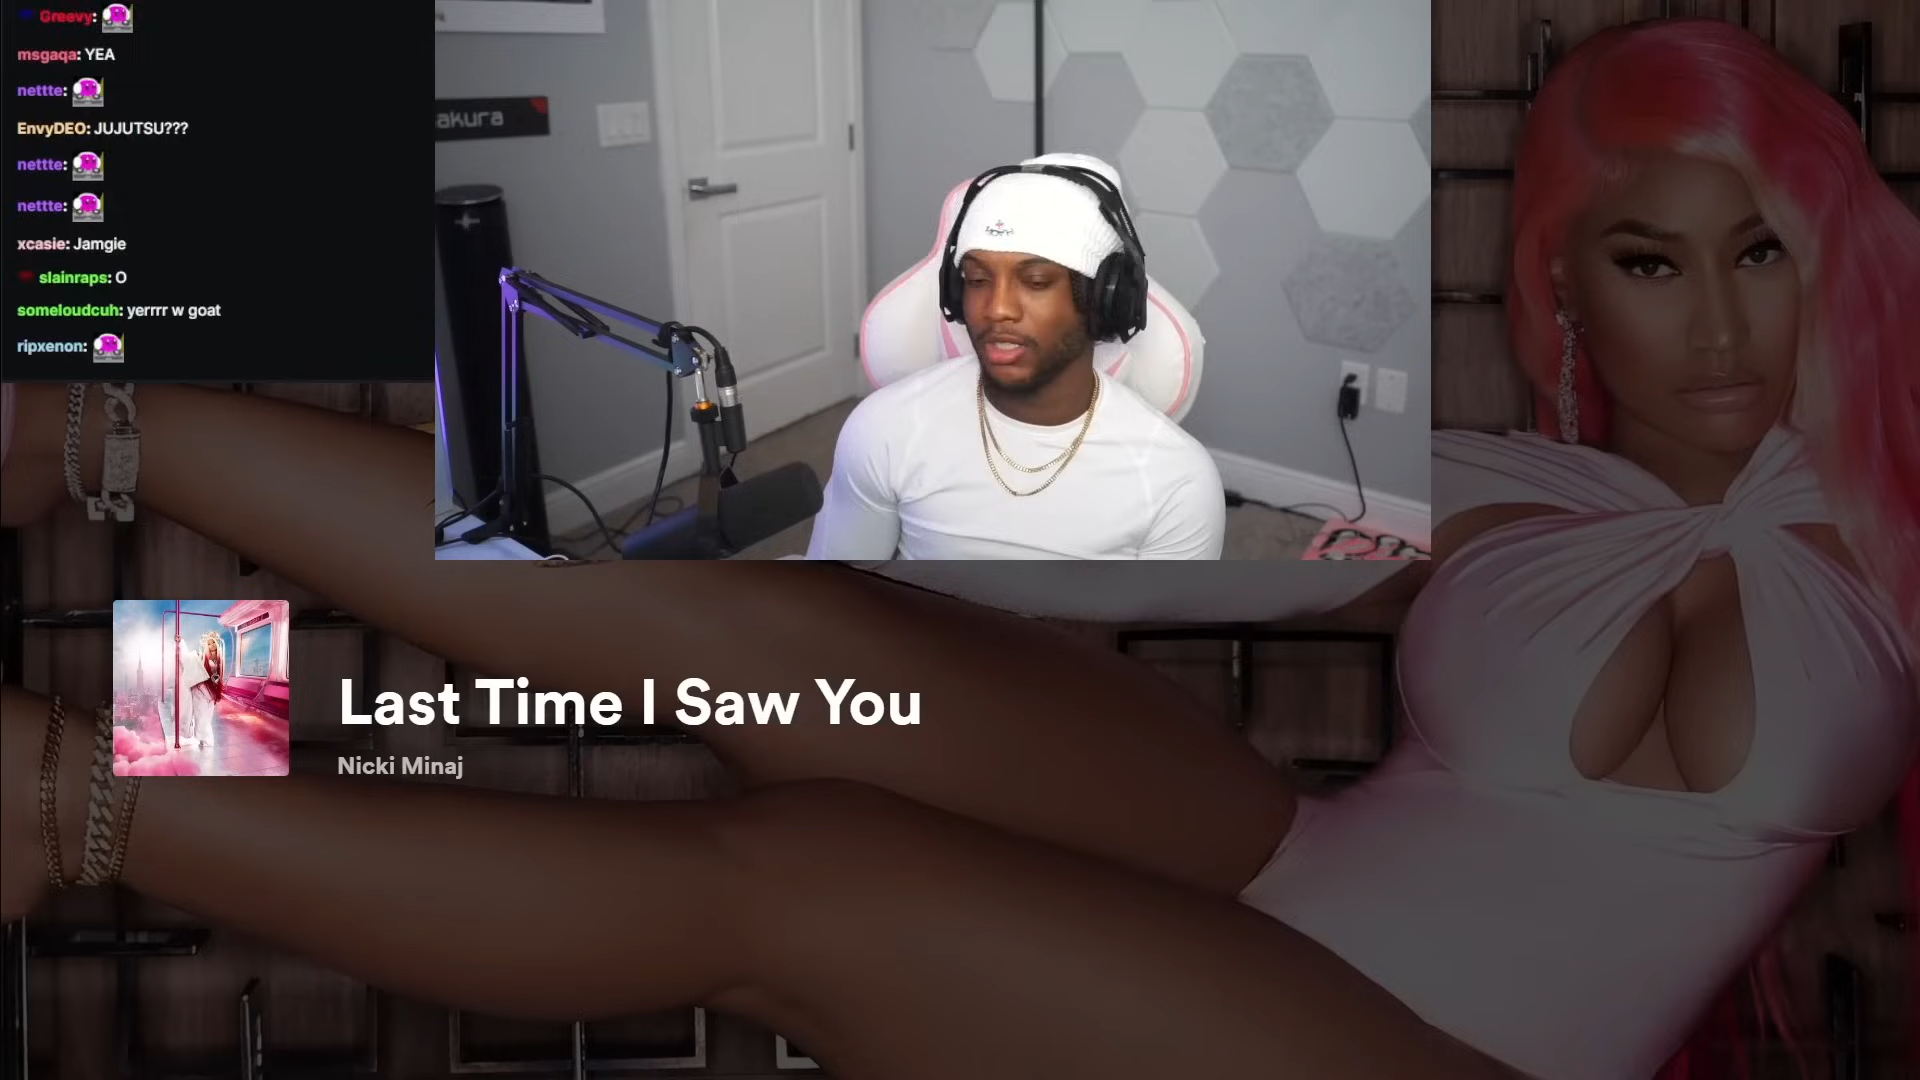 Greevy:
msgaqa: YEA
nettte:
EnvyDEO: JUJUTSU???
nettte:
nettte:
xcasie: Jamgie
slainraps: O
someloudcuh: yerrrr w goat
ripxenon:
akura
Last Time I Saw You
Nicki Minaj